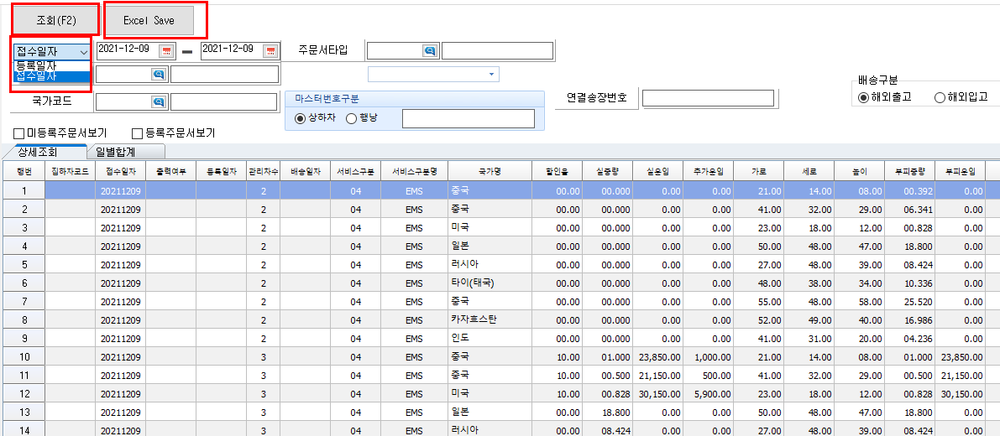 조회(F2) Excel Save
접수일자 2021-12-09 2021-12-09 주문서타입
등록일자
접수일자
국가코드 마스터번호구분 연결송장번호 배송구분
상하차 행낭 해외출고 해외입고
미등록주문서보기 등록주문서보기
상세조회 일별합계
행번 집하자코드 접수일자 출력여부 등록일자 관리차수 배송일자 서비스구분 서비스구분명 국가명 할인율 실중량 실운임 추가운임 가로 세로 높이 부피중량 부피운임
1 20211209 2 04 EMS 중국 00.00 00.000 0.00 0.00 21.00 14.00 08.00 00.392 0.00
2 20211209 2 04 EMS 중국 00.00 00.000 0.00 0.00 41.00 32.00 29.00 06.341 0.00
3 20211209 2 04 EMS 미국 00.00 00.000 0.00 0.00 23.00 18.00 12.00 00.828 0.00
4 20211209 2 04 EMS 일본 00.00 00.000 0.00 0.00 50.00 48.00 47.00 18.800 0.00
5 20211209 2 04 EMS 러시아 00.00 00.000 0.00 0.00 27.00 48.00 39.00 08.424 0.00
6 20211209 2 04 EMS 타이(태국) 00.00 00.000 0.00 0.00 48.00 38.00 34.00 10.336 0.00
7 20211209 2 04 EMS 중국 00.00 00.000 0.00 0.00 55.00 48.00 58.00 25.520 0.00
8 20211209 2 04 EMS 카자흐스탄 00.00 00.000 0.00 0.00 52.00 49.00 40.00 16.986 0.00
9 20211209 2 04 EMS 인도 00.00 00.000 0.00 0.00 41.00 31.00 20.00 04.236 0.00
10 20211209 3 04 EMS 중국 10.00 01.000 23,850.00 1,000.00 21.00 14.00 08.00 01.000 23,850.00
11 20211209 3 04 EMS 중국 10.00 00.500 21,150.00 500.00 41.00 32.00 29.00 00.500 21,150.00
12 20211209 3 04 EMS 미국 10.00 00.828 30,150.00 5,900.00 23.00 18.00 12.00 00.828 30,150.00
13 20211209 3 04 EMS 일본 00.00 18.800 0.00 0.00 50.00 48.00 47.00 18.800 0.00
14 20211209 3 04 EMS 러시아 00.00 08.424 0.00 0.00 27.00 48.00 39.00 08.424 0.00